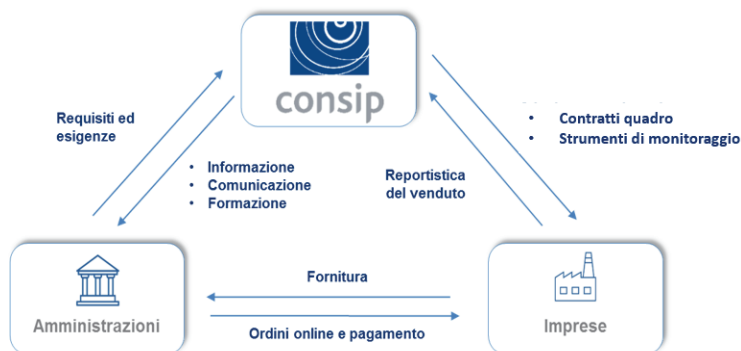 consip
Requisiti ed
esigenze
• Contratti quadro
• Strumenti di monitoraggio
• Informazione
• Comunicazione
• Formazione
Reportistica
del venduto
Fornitura
Amministrazioni
Ordini online e pagamento
Imprese